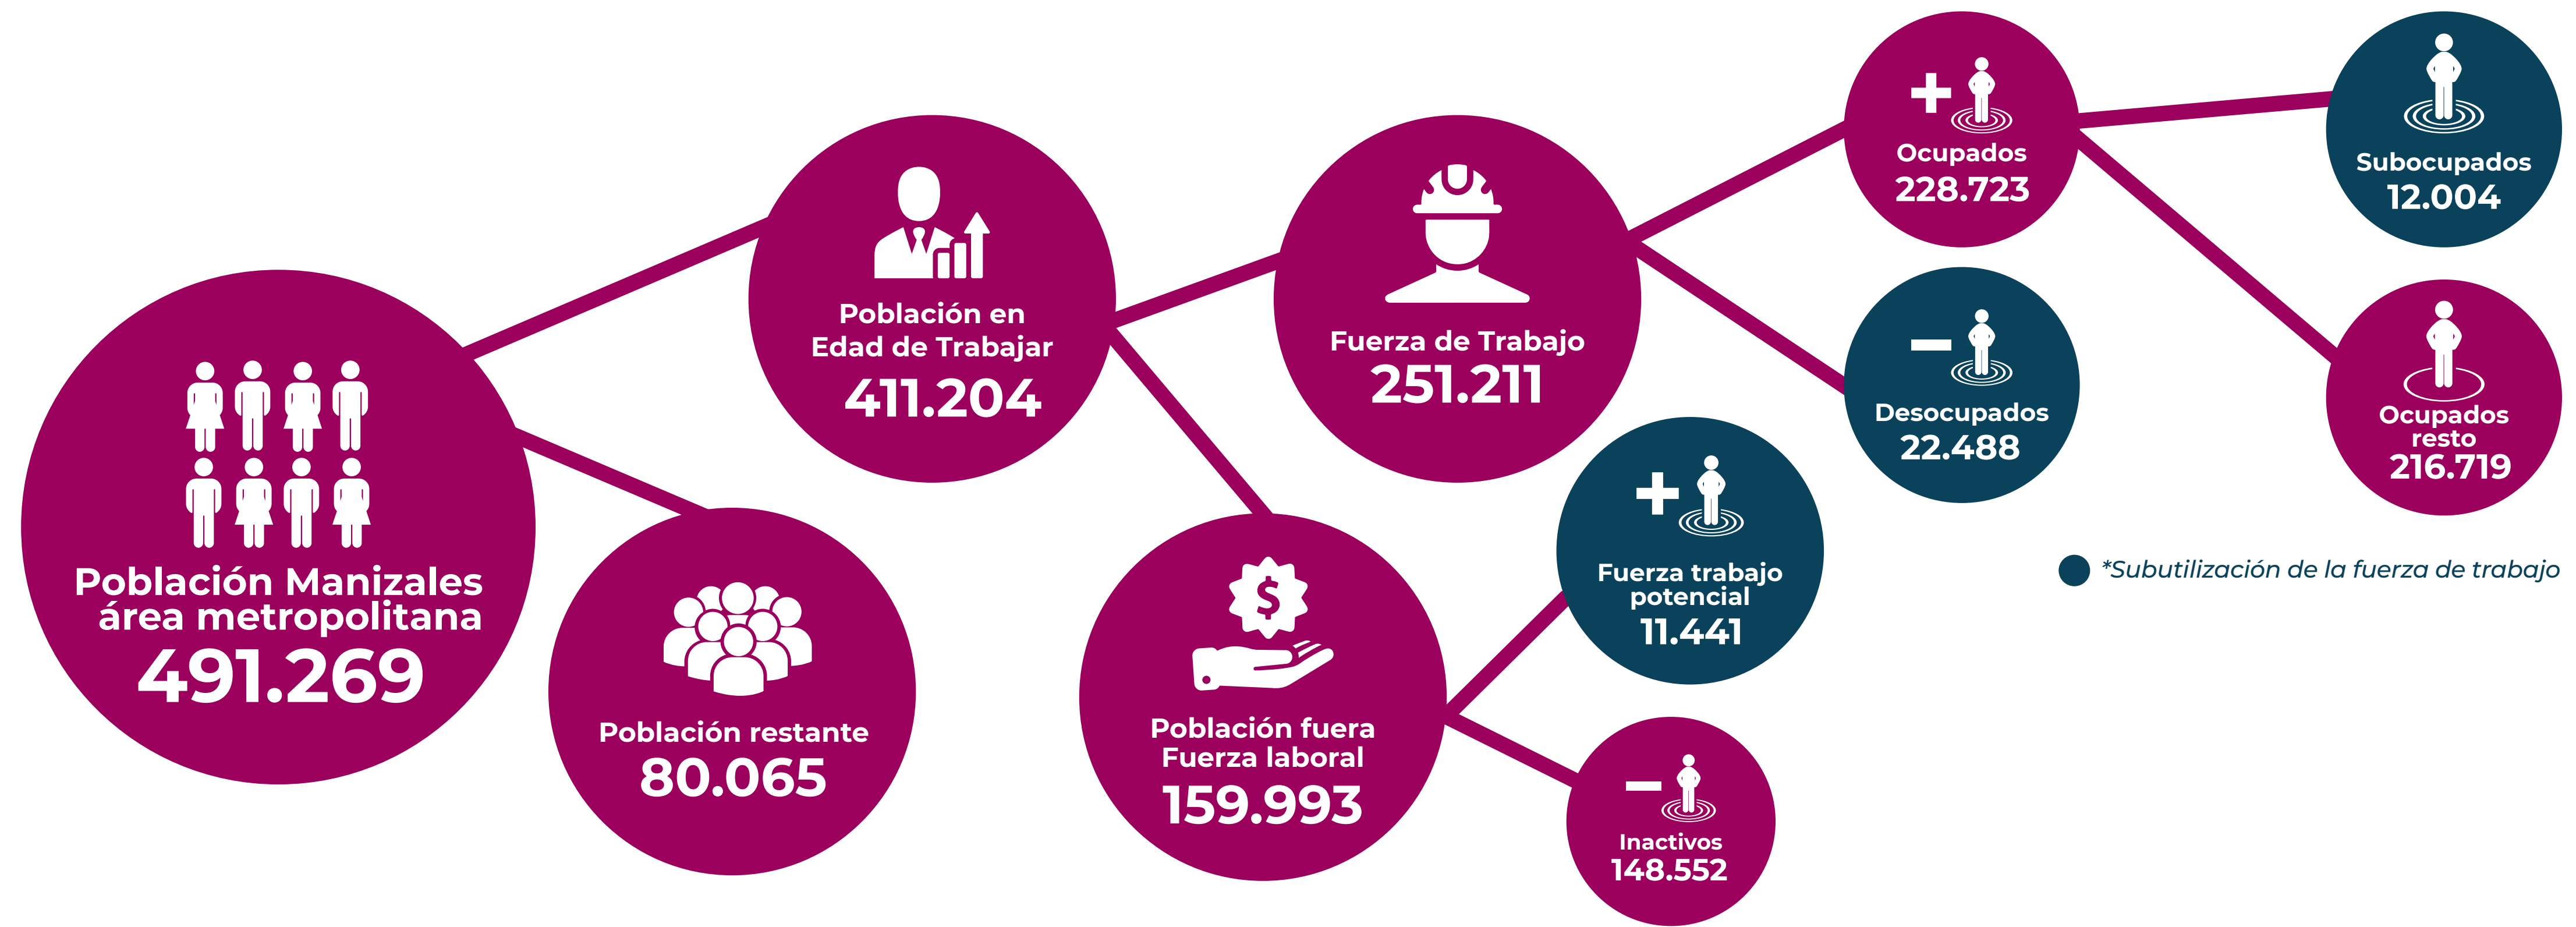 Población Manizales
área metropolitana
491.269
Población en
Edad de Trabajar
411.204
Población restante
80.065
Fuerza de Trabajo
251.211
Población fuera
Fuerza laboral
$
159.993
Ocupados
228.723
Desocupados
22.488
Fuerza trabajo
potencial
11.441
Inactivos
148.552
Subocupados
12.004
Ocupados
resto
216.719
*Subutilización de la fuerza de trabajo